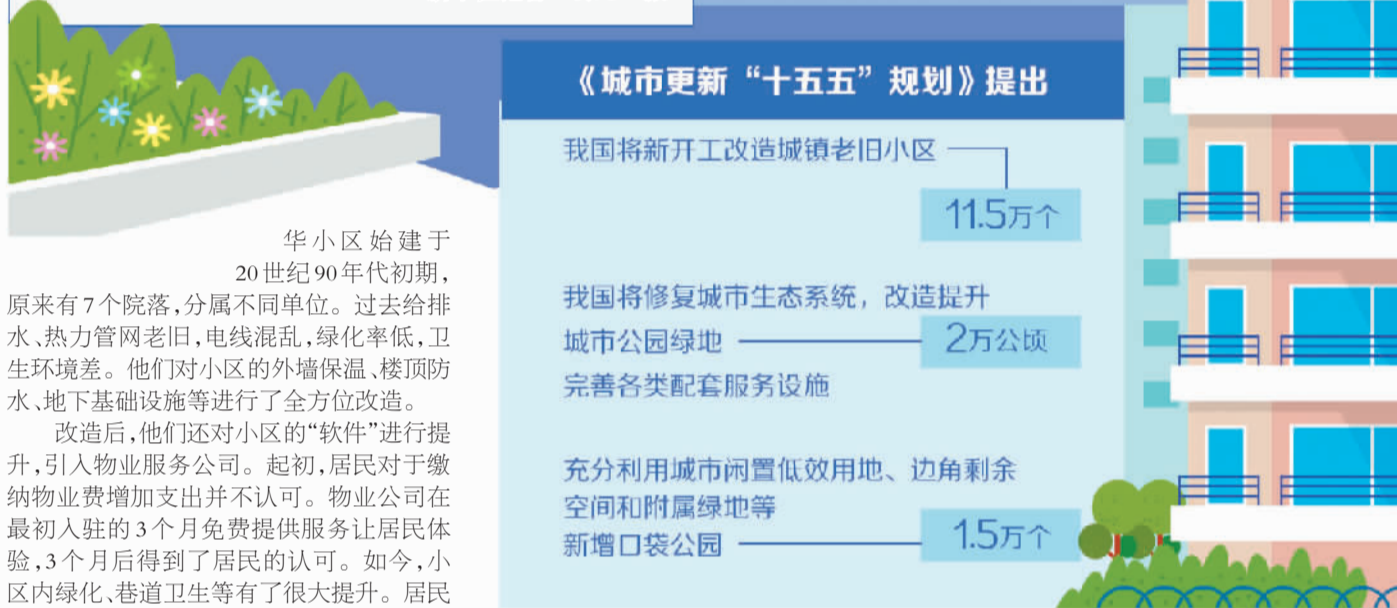 华小区始建于
20世纪90年代初期，
原来有7个院落，分属不同单位。过去给排
水、热力管网老旧，电线混乱，绿化率低，卫
生环境差。他们对小区的外墙保温、楼顶防
水、地下基础设施等进行了全方位改造。
改造后，他们还对小区的“软件”进行提
升，引入物业服务公司。起初，居民对于缴
纳物业费增加支出并不认可。物业公司在
最初入驻的3个月免费提供服务让居民体
验，3个月后得到了居民的认可。如今，小
区内绿化、巷道卫生等有了很大提升。居民
《城市更新“十五五”规划》提出
我国将新开工改造城镇老旧小区
11.5万个
我国将修复城市生态系统，改造提升
城市公园绿地 2万公顷
完善各类配套服务设施
充分利用城市闲置低效用地、边角剩余
空间和附属绿地等
新增口袋公园 1.5万个